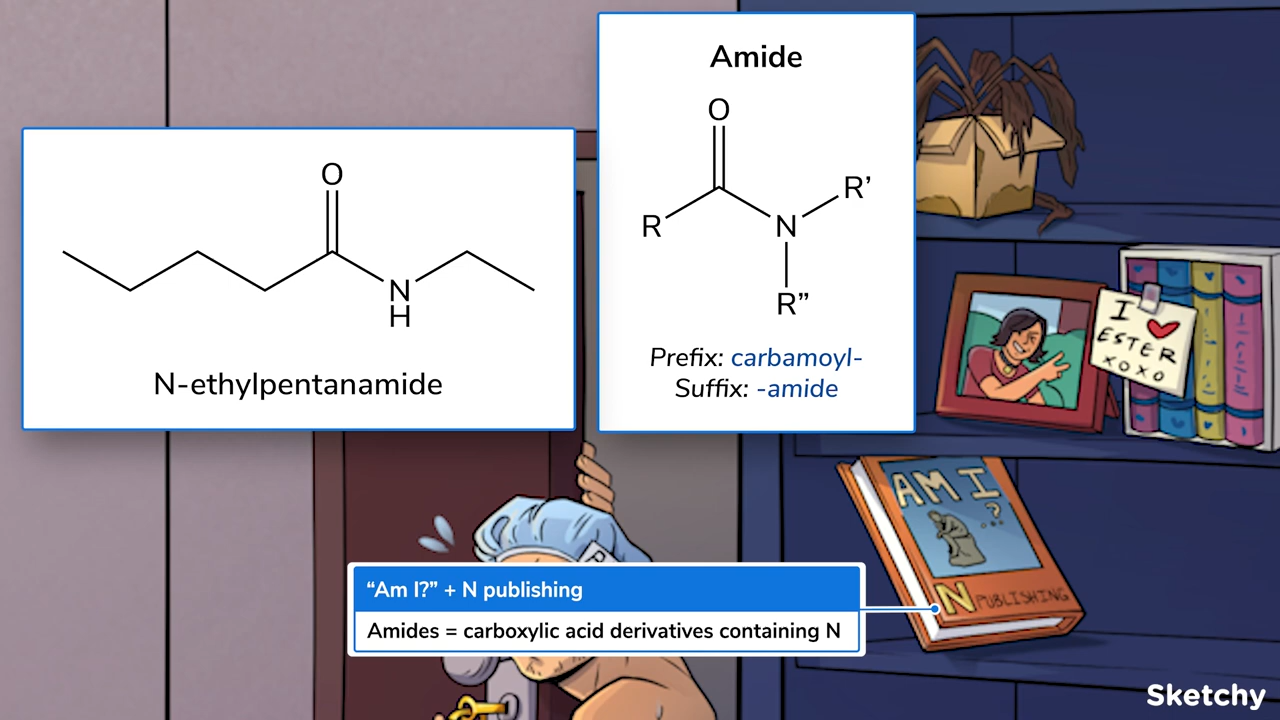 O
N
H
N-ethylpentanamide
Amide
O
R
N
R’
R”
Prefix: carbamoyl-
Suffix: -amide
I
ESTER
XOXO
AM I
?...
N PUBLISHING
“Am I?” + N publishing
Amides = carboxylic acid derivatives containing N
Sketchy